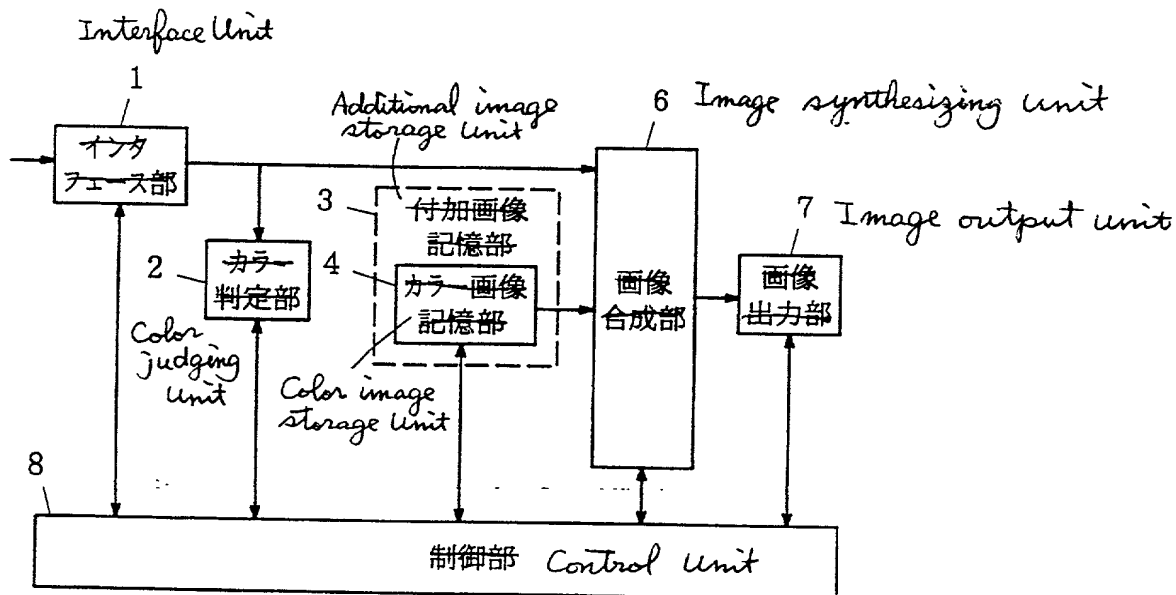 Interface Unit
1
インタ
フェース部
Additional image
storage unit
3
付加画像
記憶部
2
カラー
判定部
Color
judging
unit
4
カラー画像
記憶部
Color image
storage unit
6 Image synthesizing unit
画像
合成部
7 Image output unit
画像
出力部
8
制御部 Control Unit